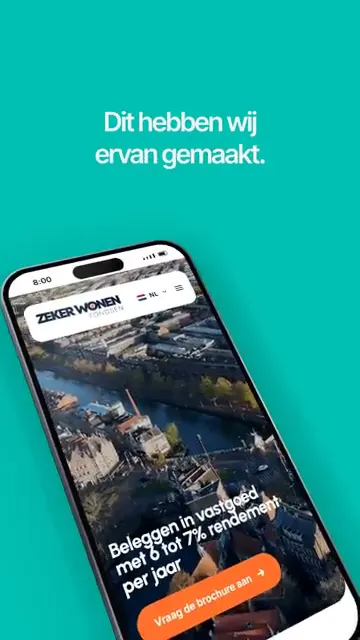 Dit hebben wij
ervan gemaakt.
8:00
ZEKER WONEN
FONDSEN
NL
Beleggen in vastgoed
met 6 tot 7% rendement
per jaar
Vraag de brochure aan →